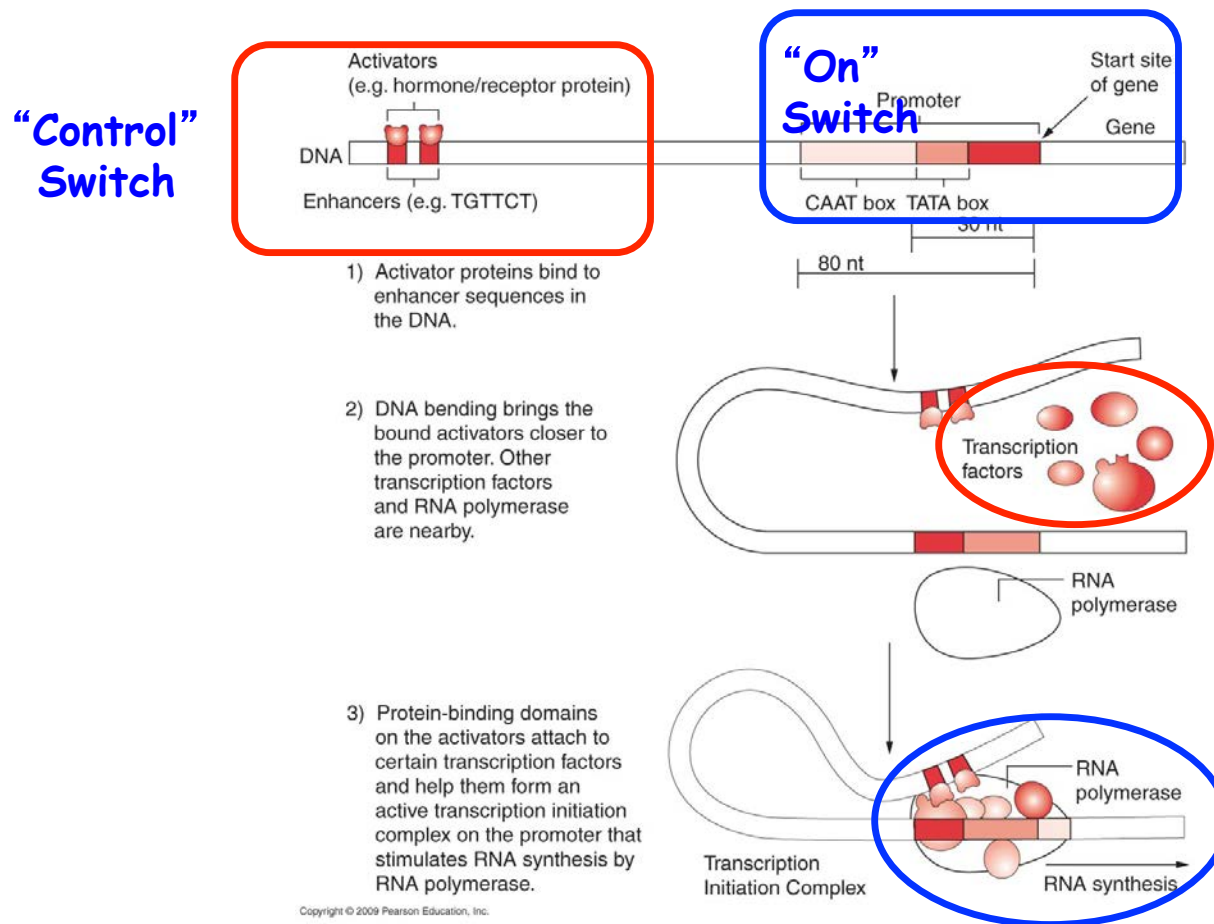 “Control”
Switch
Activators
(e.g. hormone/receptor protein)
DNA
Enhancers (e.g. TGTTCT)
“On”
Switch
Promoter
Start site
of gene
Gene
CAAT box
TATA box
30 nt
80 nt
1) Activator proteins bind to
enhancer sequences in
the DNA.
2) DNA bending brings the
bound activators closer to
the promoter. Other
transcription factors
and RNA polymerase
are nearby.
Transcription
factors
RNA
polymerase
3) Protein-binding domains
on the activators attach to
certain transcription factors
and help them form an
active transcription initiation
complex on the promoter that
stimulates RNA synthesis by
RNA polymerase.
RNA
polymerase
Transcription
Initiation Complex
RNA synthesis
Copyright © 2009 Pearson Education, Inc.